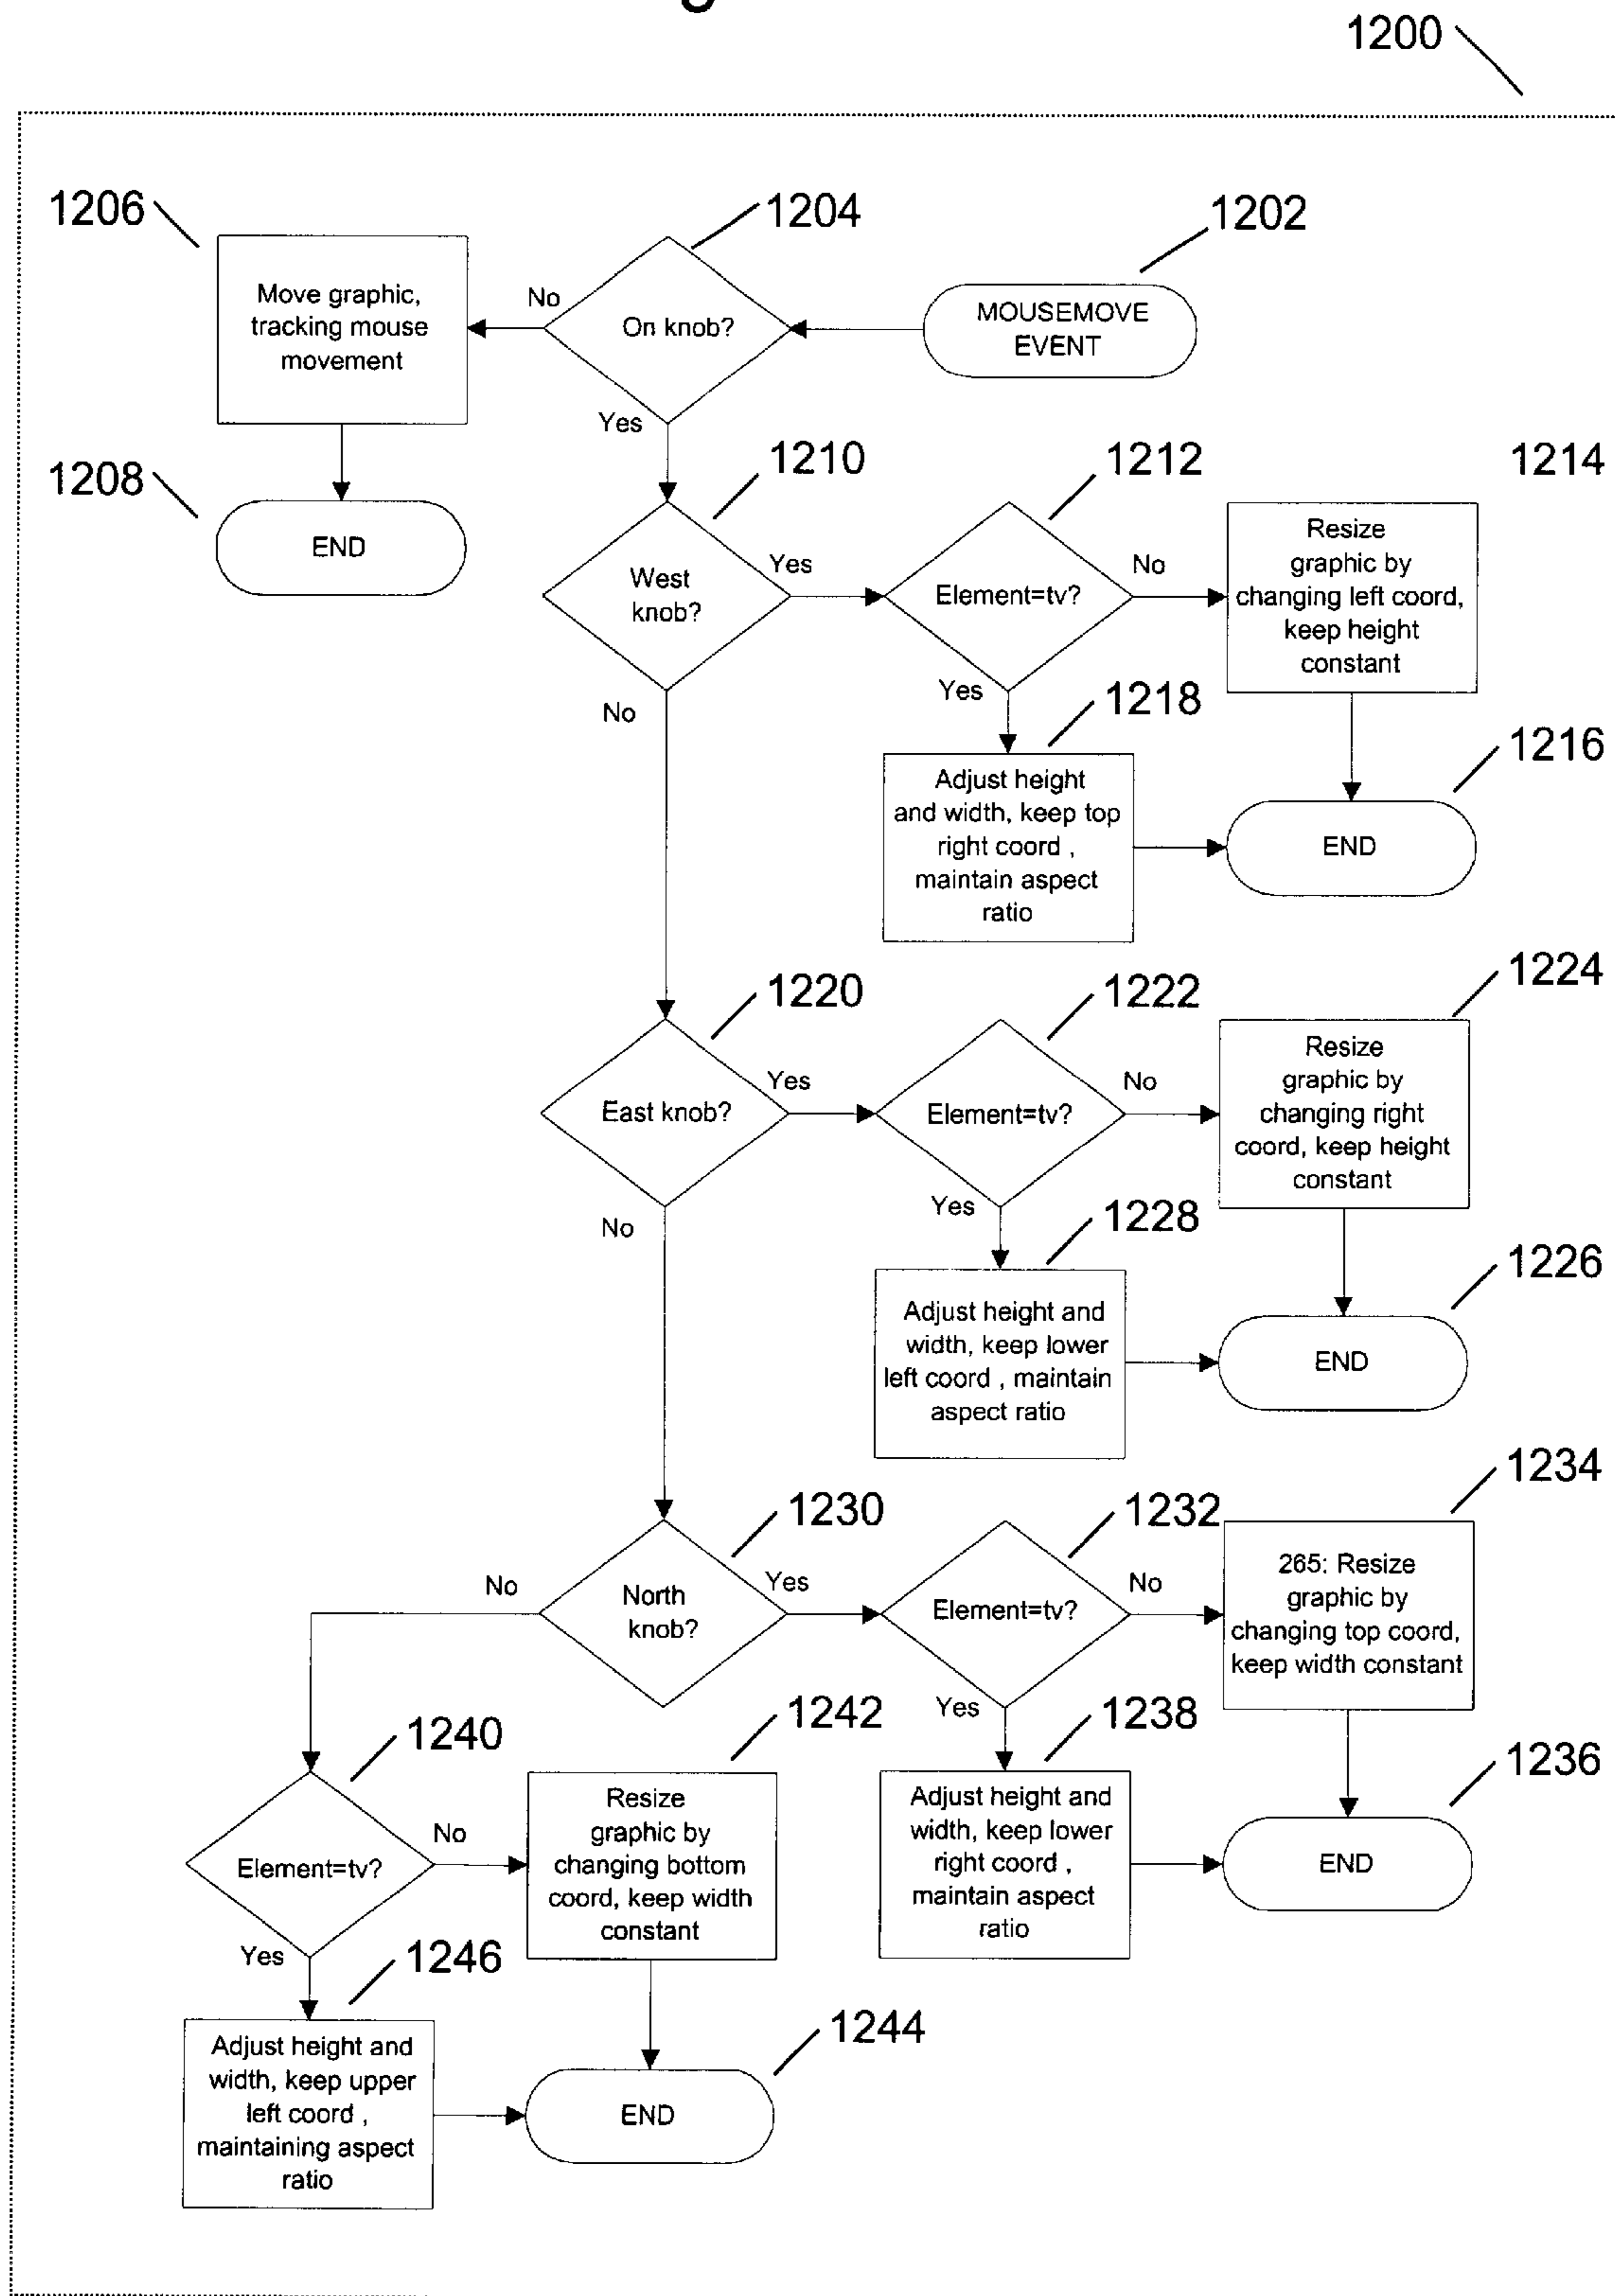 1200
1206
1204
1202
Move graphic,
tracking mouse
movement
No
On knob?
MOUSEMOVE
EVENT
Yes
1208
END
1210
1212
1214
West
knob?
Yes
Element=tv?
No
Resize
graphic by
changing left coord,
keep height
constant
No
Yes
1218
1216
Adjust height
and width, keep top
right coord ,
maintain aspect
ratio
END
1220
1222
1224
East knob?
Yes
Element=tv?
No
Resize
graphic by
changing right
coord, keep height
constant
No
Yes
1228
1226
Adjust height and
width, keep lower
left coord , maintain
aspect ratio
END
1230
1232
1234
No
North
knob?
Yes
Element=tv?
No
265: Resize
graphic by
changing top coord,
keep width constant
Yes
1240
1242
1238
1236
Element=tv?
No
Resize
graphic by
changing bottom
coord, keep width
constant
Adjust height and
width, keep lower
right coord ,
maintain aspect
ratio
END
Yes
1246
1244
Adjust height and
width, keep upper
left coord ,
maintaining aspect
ratio
END